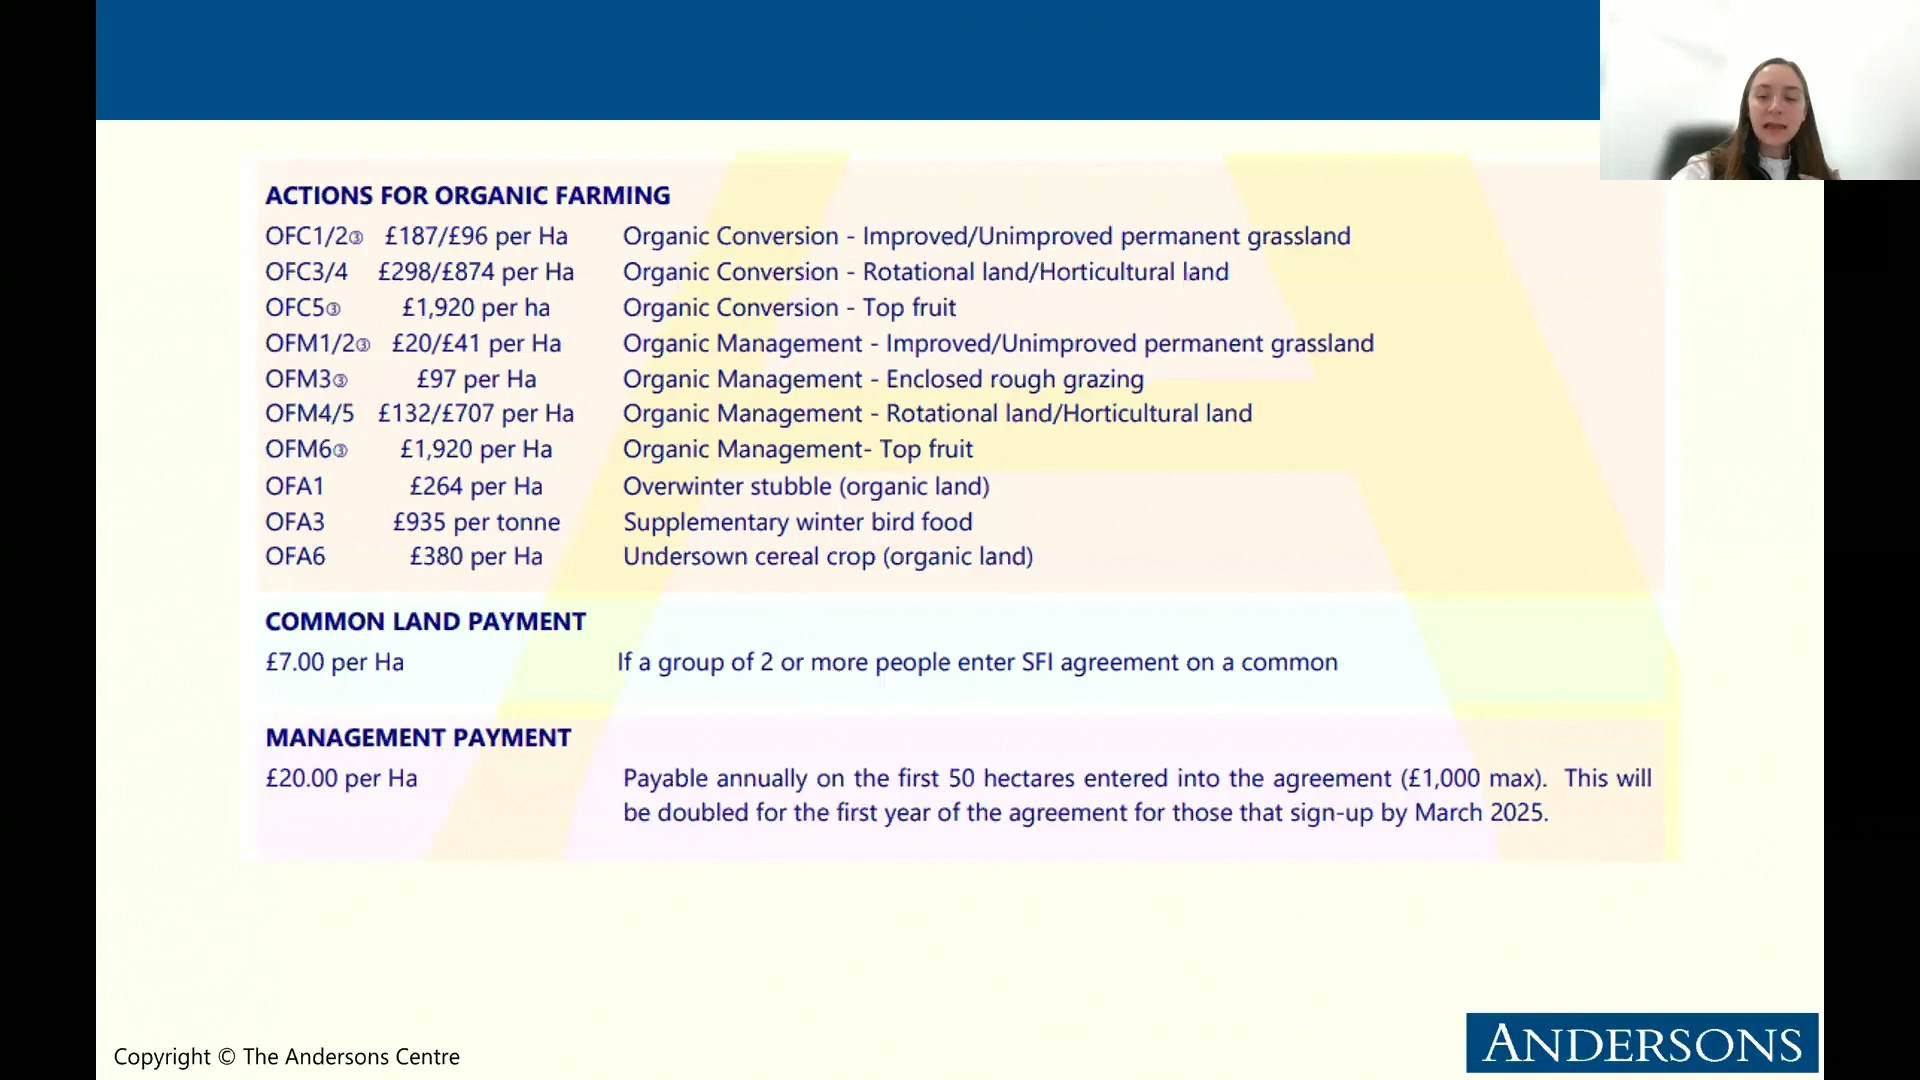 ACTIONS FOR ORGANIC FARMING
OFC1/2③ £187/£96 per Ha Organic Conversion - Improved/Unimproved permanent grassland
OFC3/4 £298/£874 per Ha Organic Conversion - Rotational land/Horticultural land
OFC5③ £1,920 per ha Organic Conversion - Top fruit
OFM1/2③ £20/£41 per Ha Organic Management - Improved/Unimproved permanent grassland
OFM3③ £97 per Ha Organic Management - Enclosed rough grazing
OFM4/5 £132/£707 per Ha Organic Management - Rotational land/Horticultural land
OFM6③ £1,920 per Ha Organic Management- Top fruit
OFA1 £264 per Ha Overwinter stubble (organic land)
OFA3 £935 per tonne Supplementary winter bird food
OFA6 £380 per Ha Undersown cereal crop (organic land)
COMMON LAND PAYMENT
£7.00 per Ha If a group of 2 or more people enter SFI agreement on a common
MANAGEMENT PAYMENT
£20.00 per Ha Payable annually on the first 50 hectares entered into the agreement (£1,000 max). This will
be doubled for the first year of the agreement for those that sign-up by March 2025.
Copyright © The Andersons Centre
ANDERSONS